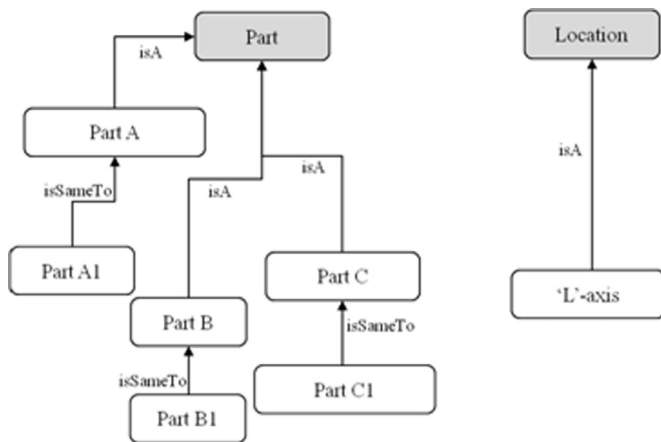 Part
Location
isA
Part A
isA
isSameTo
isA
isA
Part A1
Part C
'L'-axis
Part B
isSameTo
isSameTo
Part C1
Part B1